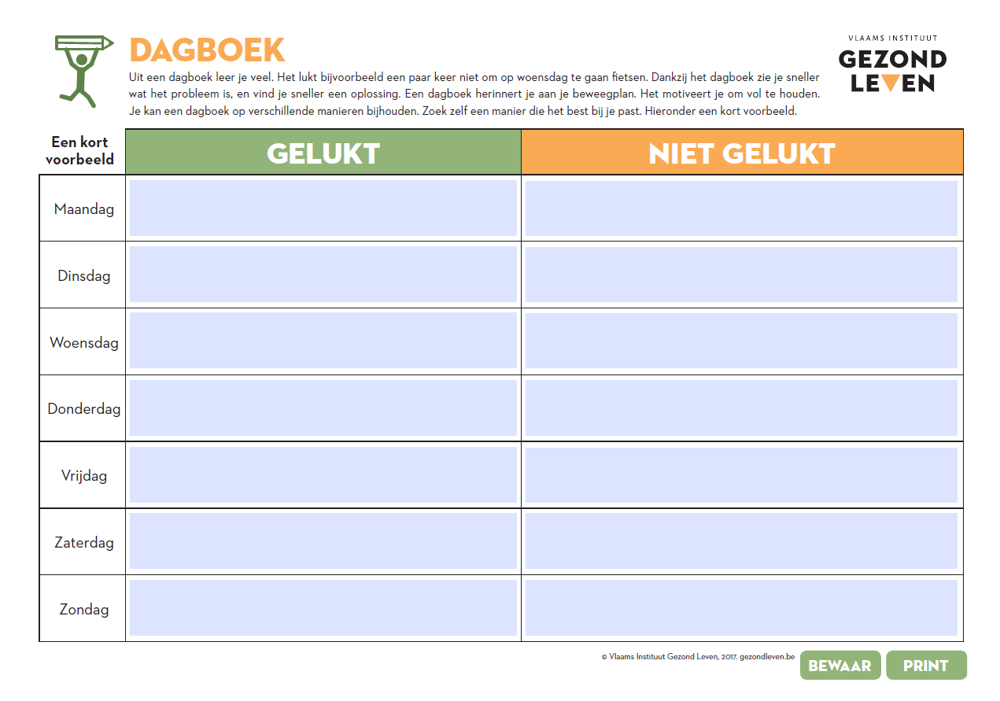 DAGBOEK
Uit een dagboek leer je veel. Het lukt bijvoorbeeld een paar keer niet om op woensdag te gaan fietsen. Dankzij het dagboek zie je sneller
wat het probleem is, en vind je sneller een oplossing. Een dagboek herinnert je aan je beweegplan. Het motiveert je om vol te houden.
Je kan een dagboek op verschillende manieren bijhouden. Zoek zelf een manier die het best bij je past. Hieronder een kort voorbeeld.
VLAAMS INSTITUUT
GEZOND
LEVEN
Een kort
voorbeeld
GELUKT
NIET GELUKT
Maandag
Dinsdag
Woensdag
Donderdag
Vrijdag
Zaterdag
Zondag
© Vlaams Instituut Gezond Leven, 2017. gezondleven.be
BEWAAR
PRINT